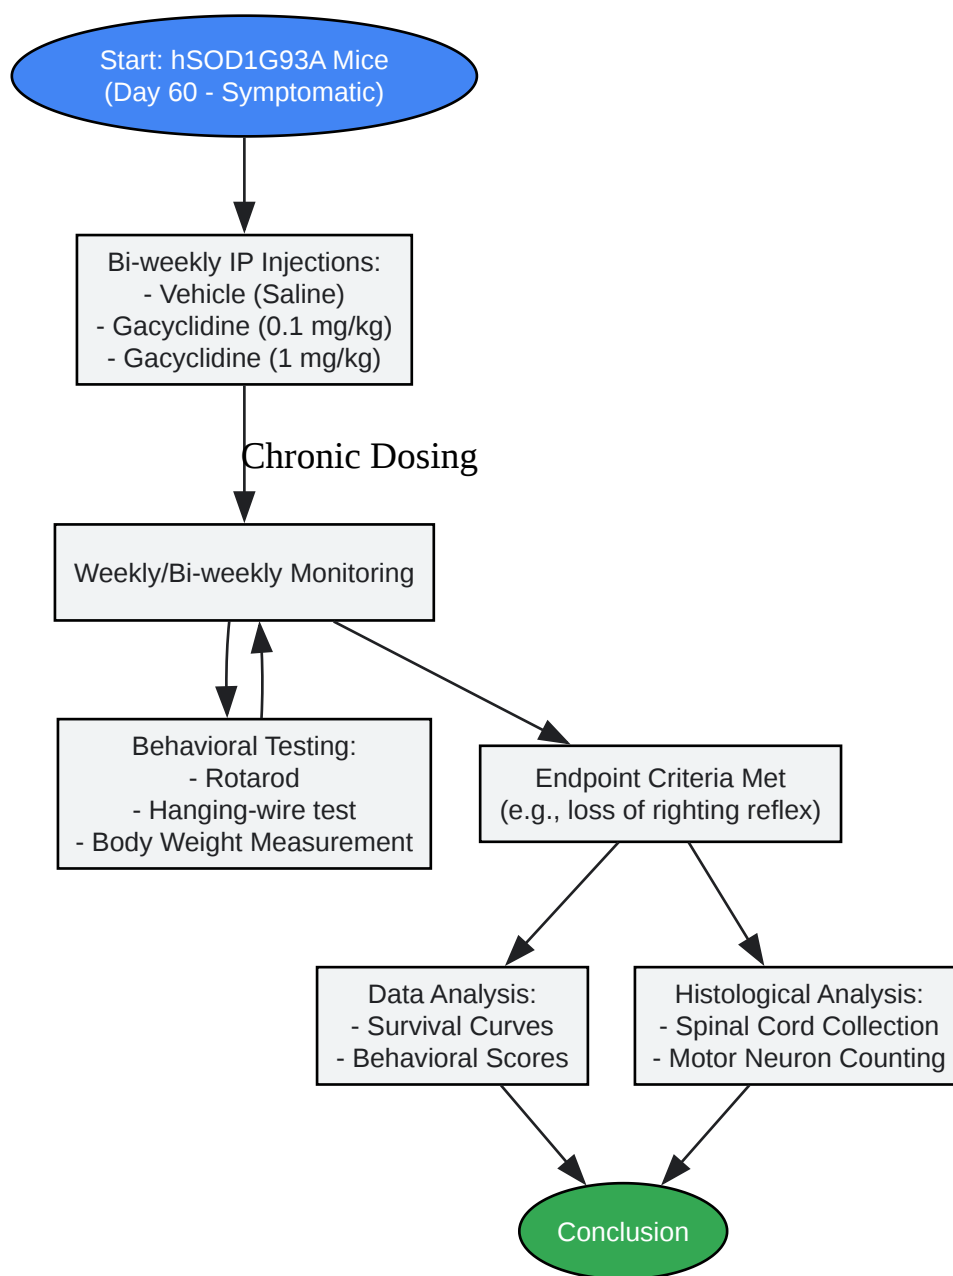 Start: hSOD1G93A Mice
(Day 60 - Symptomatic)
Bi-weekly IP Injections:
- Vehicle (Saline)
- Gacyclidine (0.1 mg/kg)
- Gacyclidine (1 mg/kg)
Chronic Dosing
Weekly/Bi-weekly Monitoring
Behavioral Testing:
- Rotarod
- Hanging-wire test
- Body Weight Measurement
Endpoint Criteria Met
(e.g., loss of righting reflex)
Data Analysis:
- Survival Curves
- Behavioral Scores
Histological Analysis:
- Spinal Cord Collection
- Motor Neuron Counting
Conclusion